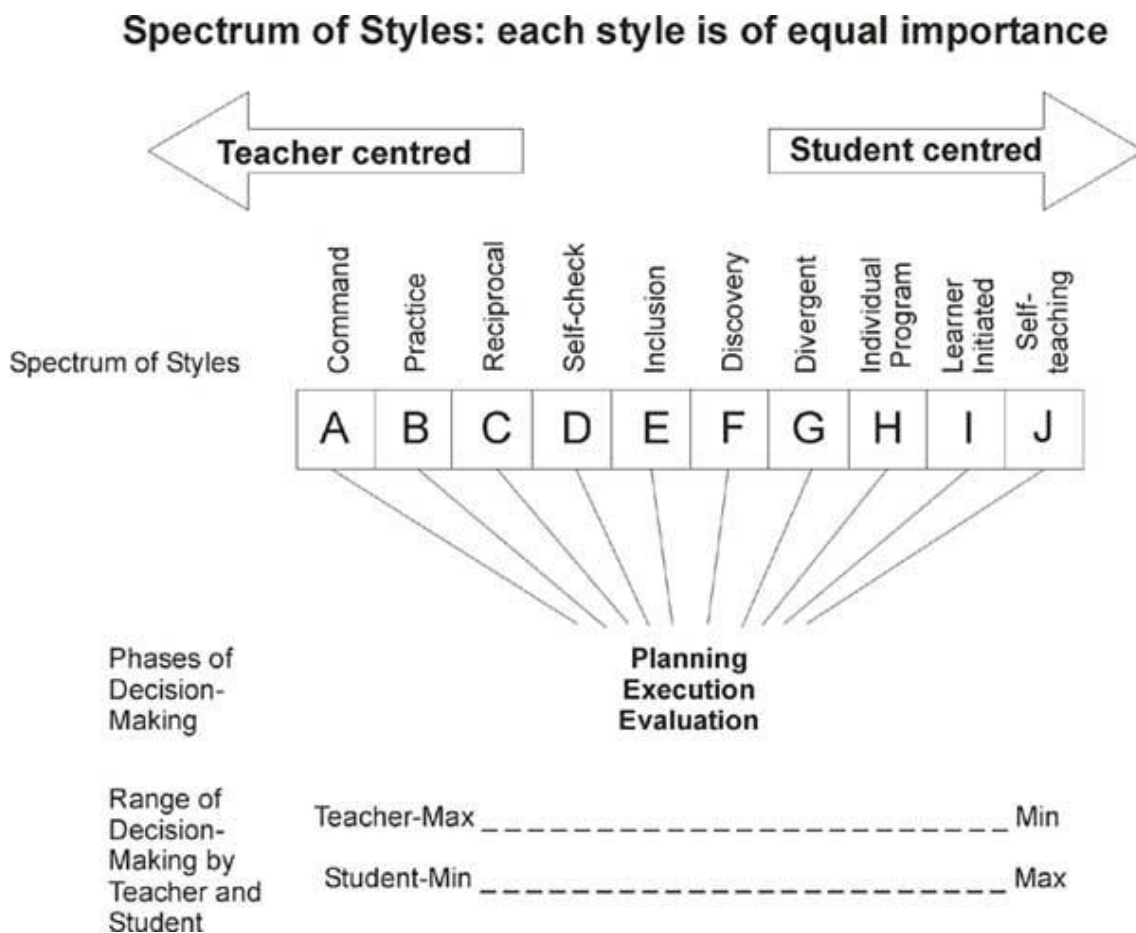 Spectrum of Styles: each style is of equal importance
Teacher centred
Student centred
Spectrum of Styles
Command
Practice
Reciprocal
Self-check
Inclusion
Discovery
Divergent
Individual
Program
Learner
Initiated
Self-
teaching
A B C D E F G H I J
Phases of
Decision-
Making
Planning
Execution
Evaluation
Range of
Decision-
Making by
Teacher and
Student
Teacher-Max Min
Student-Min Max